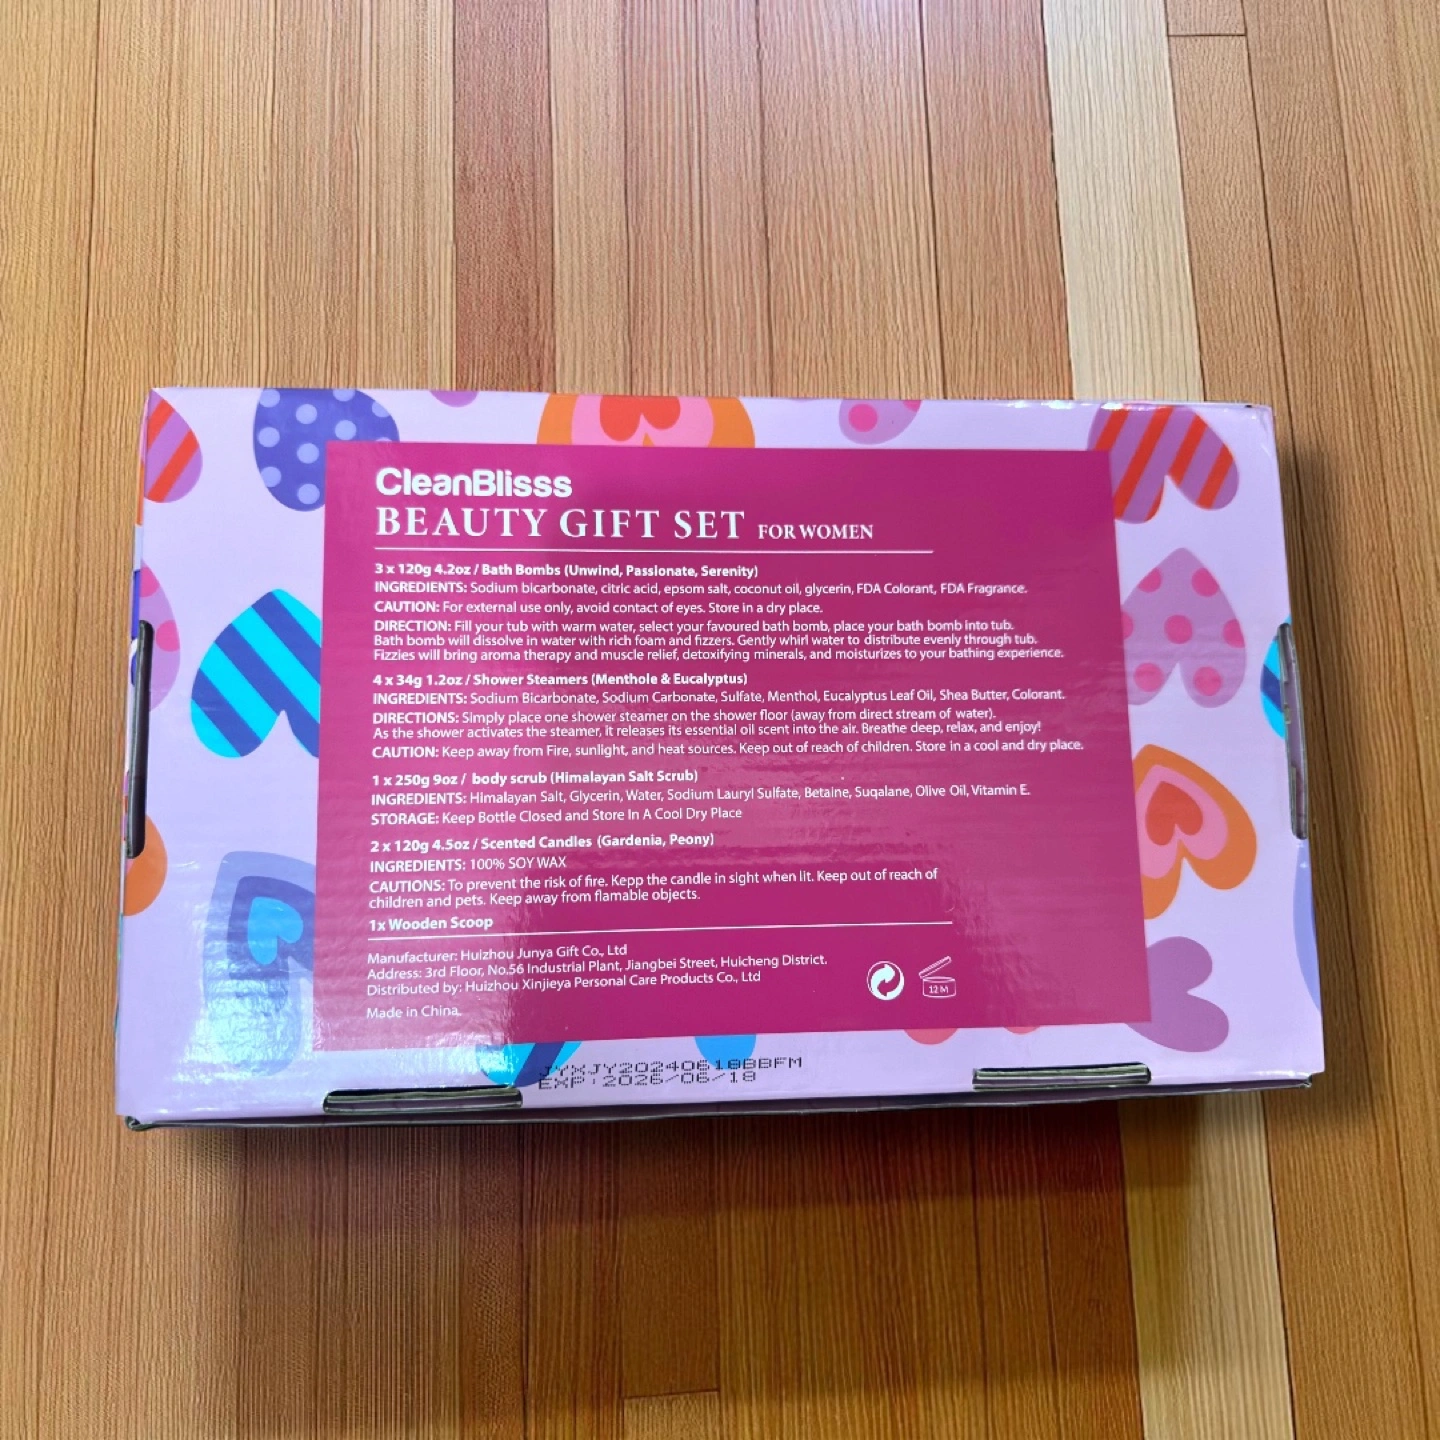 CleanBlisss
BEAUTY GIFT SET FOR WOMEN
3 x 120g 4.2oz / Bath Bombs (Unwind, Passionate, Serenity)
INGREDIENTS: Sodium bicarbonate, citric acid, epsom salt, coconut oil, glycerin, FDA Colorant, FDA Fragrance.
CAUTION: For external use only, avoid contact of eyes. Store in a dry place.
DIRECTION: Fill your tub with warm water, select your favoured bath bomb, place your bath bomb into tub.
Bath bomb will dissolve in water with rich foam and fizzers. Gently whirl water to distribute evenly through tub.
Fizzies will bring aroma therapy and muscle relief, detoxifying minerals, and moisturizes to your bathing experience.
4 x 34g 1.2oz / Shower Steamers (Menthole & Eucalyptus)
INGREDIENTS: Sodium Bicarbonate, Sodium Carbonate, Sulfate, Menthol, Eucalyptus Leaf Oil, Shea Butter, Colorant.
DIRECTIONS: Simply place one shower steamer on the shower floor (away from direct stream of water).
As the shower activates the steamer, it releases its essential oil scent into the air. Breathe deep, relax, and enjoy!
CAUTION: Keep away from Fire, sunlight, and heat sources. Keep out of reach of children. Store in a cool and dry place.
1 x 250g 9oz / body scrub (Himalayan Salt Scrub)
INGREDIENTS: Himalayan Salt, Glycerin, Water, Sodium Lauryl Sulfate, Betaine, Suqalane, Olive Oil, Vitamin E.
STORAGE: Keep Bottle Closed and Store In A Cool Dry Place
2 x 120g 4.5oz / Scented Candles (Gardenia, Peony)
INGREDIENTS: 100% SOY WAX
CAUTIONS: To prevent the risk of fire. Kepp the candle in sight when lit. Keep out of reach of
children and pets. Keep away from flamable objects.
1x Wooden Scoop
Manufacturer: Huizhou Junya Gift Co., Ltd
Address: 3rd Floor, No.56 Industrial Plant, Jiangbei Street, Huicheng District.
Distributed by: Huizhou Xinjieya Personal Care Products Co., Ltd
Made in China.
12 M
JYXJY20240618BBFM
EXP:2026/06/18